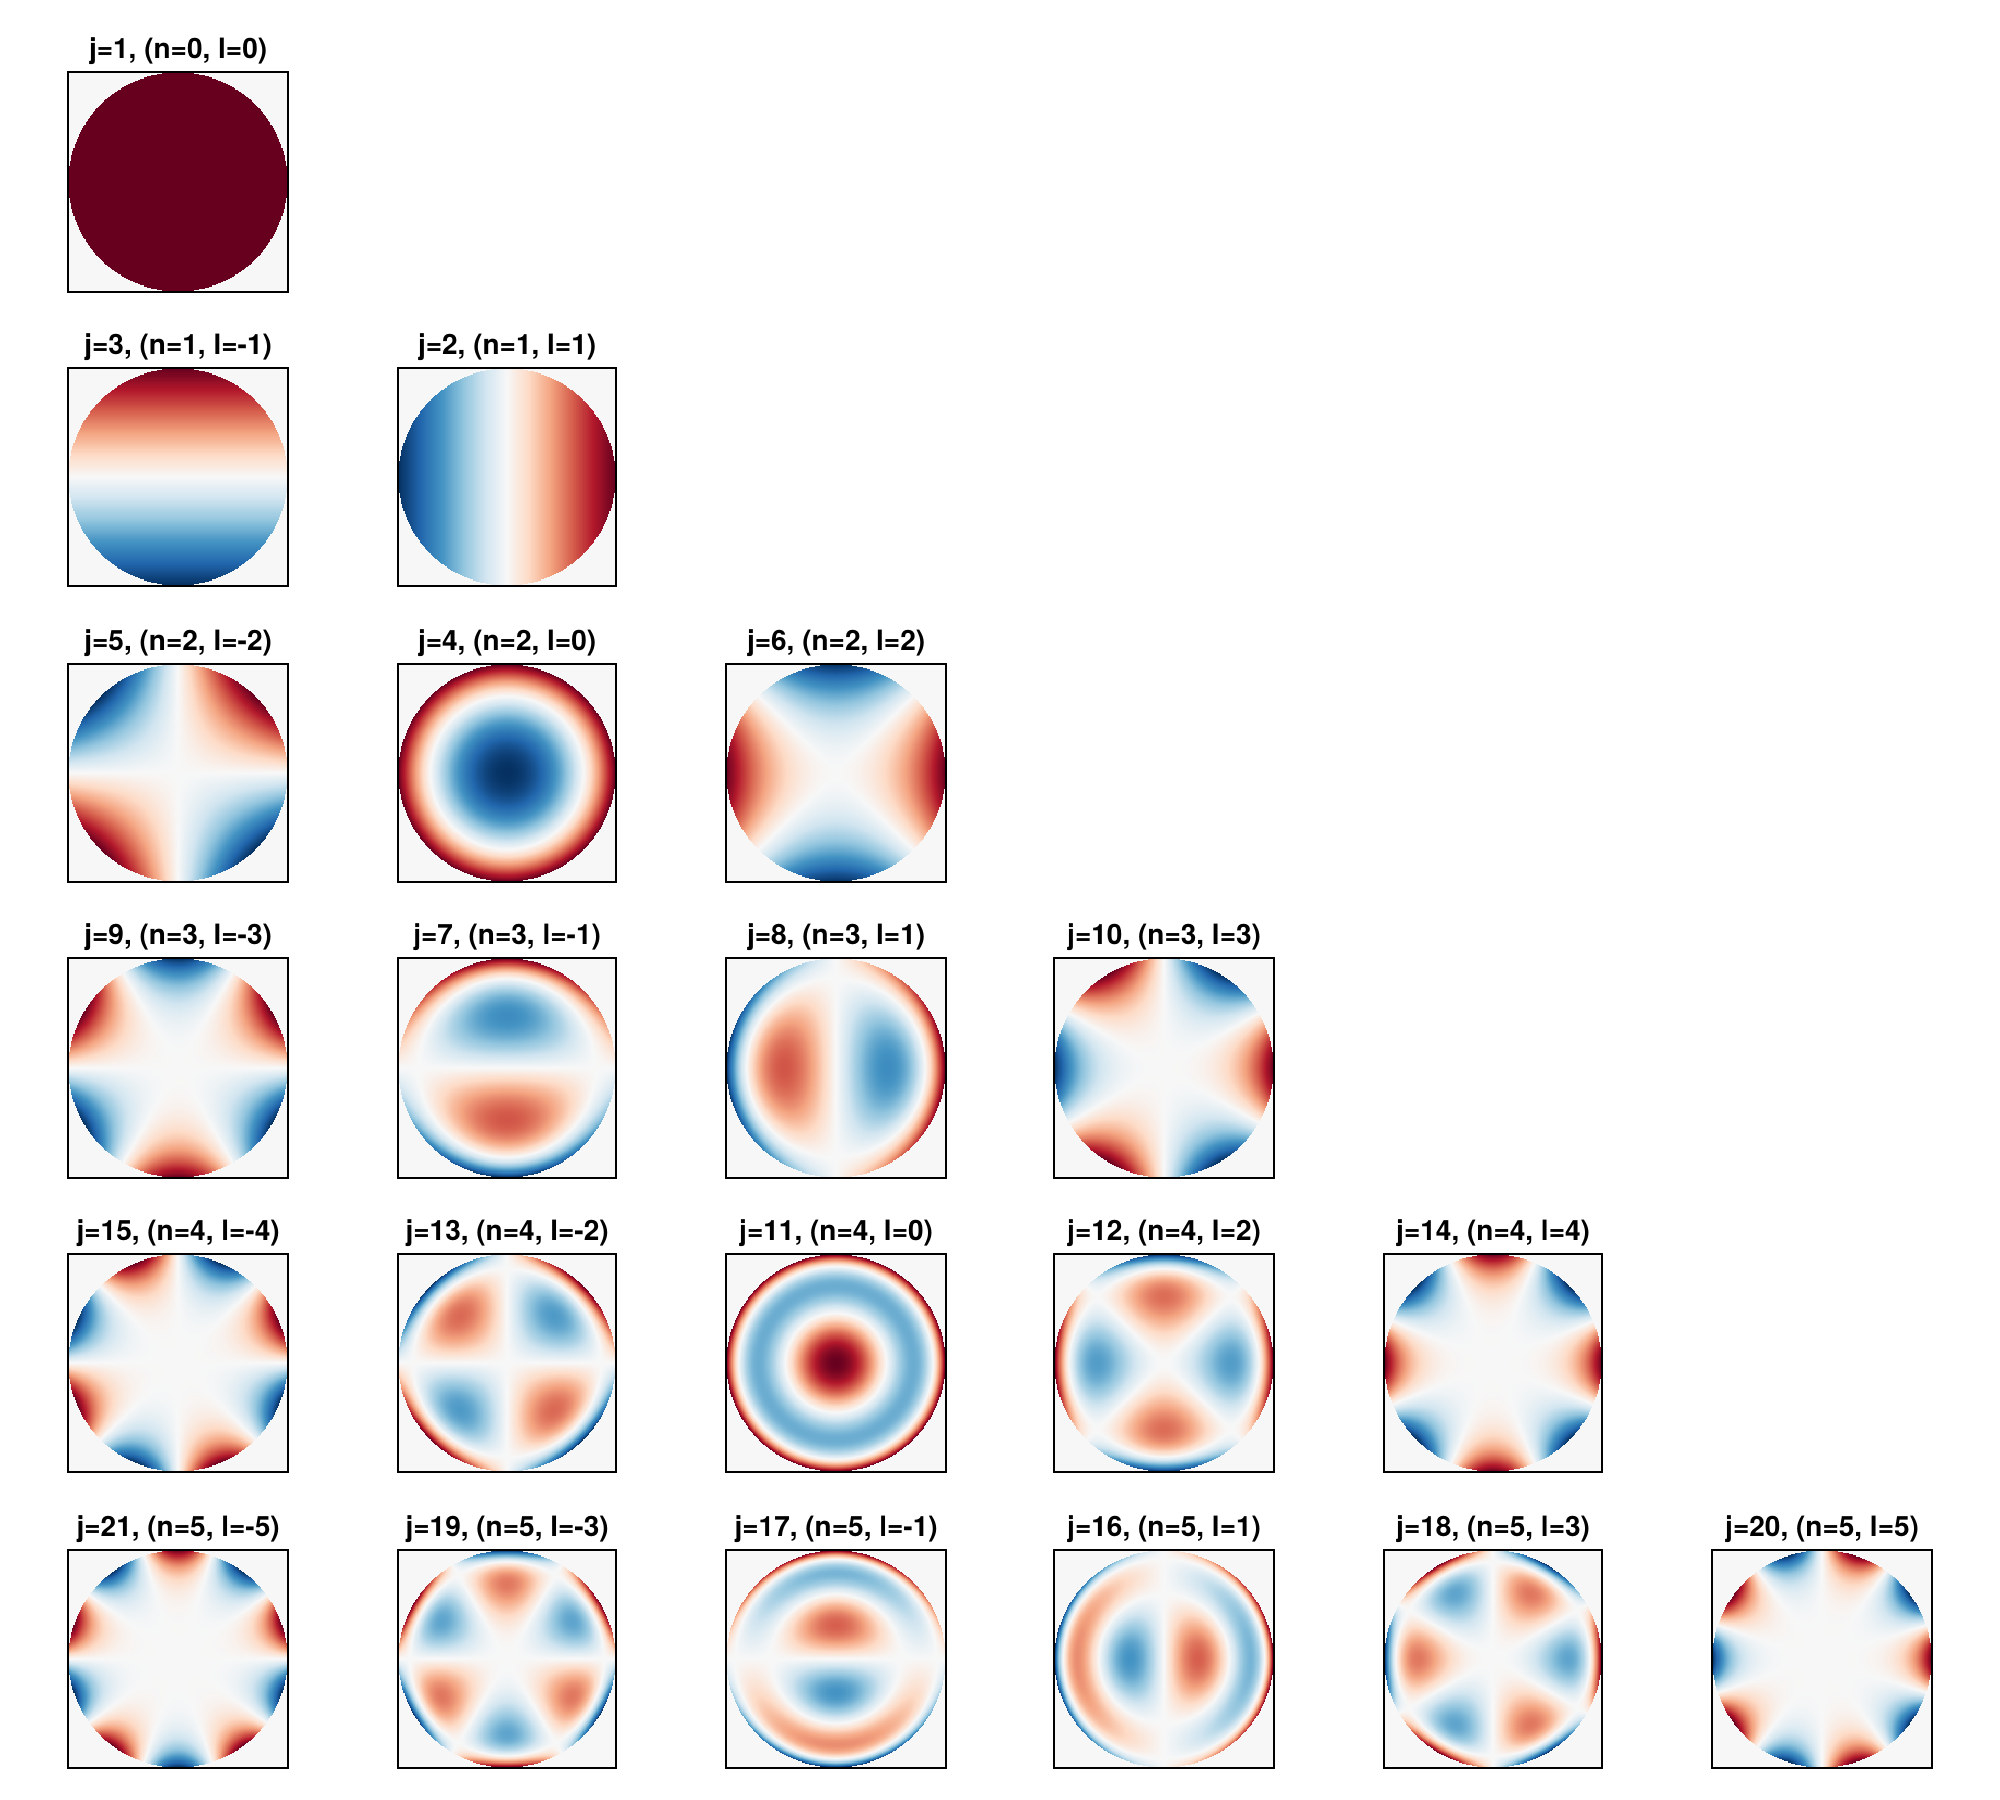 j=1, (n=0, l=0)
j=3, (n=1, l=-1)
j=2, (n=1, l=1)
j=5, (n=2, l=-2)
j=4, (n=2, l=0)
j=6, (n=2, l=2)
j=9, (n=3, l=-3)
j=7, (n=3, l=-1)
j=8, (n=3, l=1)
j=10, (n=3, l=3)
j=15, (n=4, l=-4)
j=13, (n=4, l=-2)
j=11, (n=4, l=0)
j=12, (n=4, l=2)
j=14, (n=4, l=4)
j=21, (n=5, l=-5)
j=19, (n=5, l=-3)
j=17, (n=5, l=-1)
j=16, (n=5, l=1)
j=18, (n=5, l=3)
j=20, (n=5, l=5)